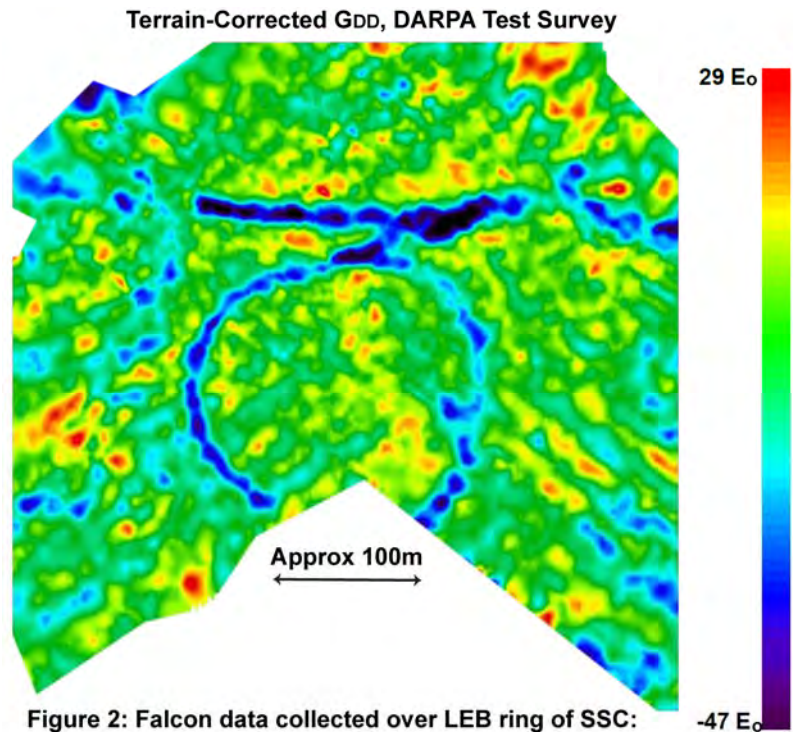 Terrain-Corrected GDD, DARPA Test Survey
29 Eo
Approx 100m
Figure 2: Falcon data collected over LEB ring of SSC:
-47 Eo